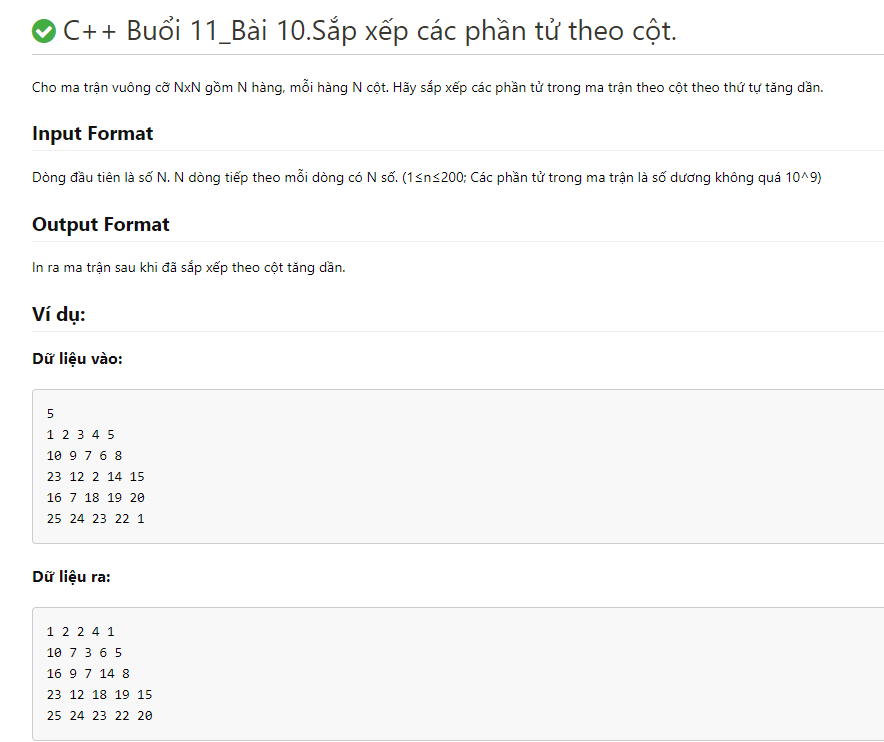 C++ Buổi 11_Bài 10.Sắp xếp các phần tử theo cột.
Cho ma trận vuông cỡ NxN gồm N hàng, mỗi hàng N cột. Hãy sắp xếp các phần tử trong ma trận theo cột theo thứ tự tăng dần.
Input Format
Dòng đầu tiên là số N. N dòng tiếp theo mỗi dòng có N số. (1≤n≤200; Các phần tử trong ma trận là số dương không quá 10^9)
Output Format
In ra ma trận sau khi đã sắp xếp theo cột tăng dần.
Ví dụ:
Dữ liệu vào:
5
1 2 3 4 5
10 9 7 6 8
23 12 2 14 15
16 7 18 19 20
25 24 23 22 1
Dữ liệu ra:
1 2 2 4 1
10 7 3 6 5
16 9 7 14 8
23 12 18 19 15
25 24 23 22 20